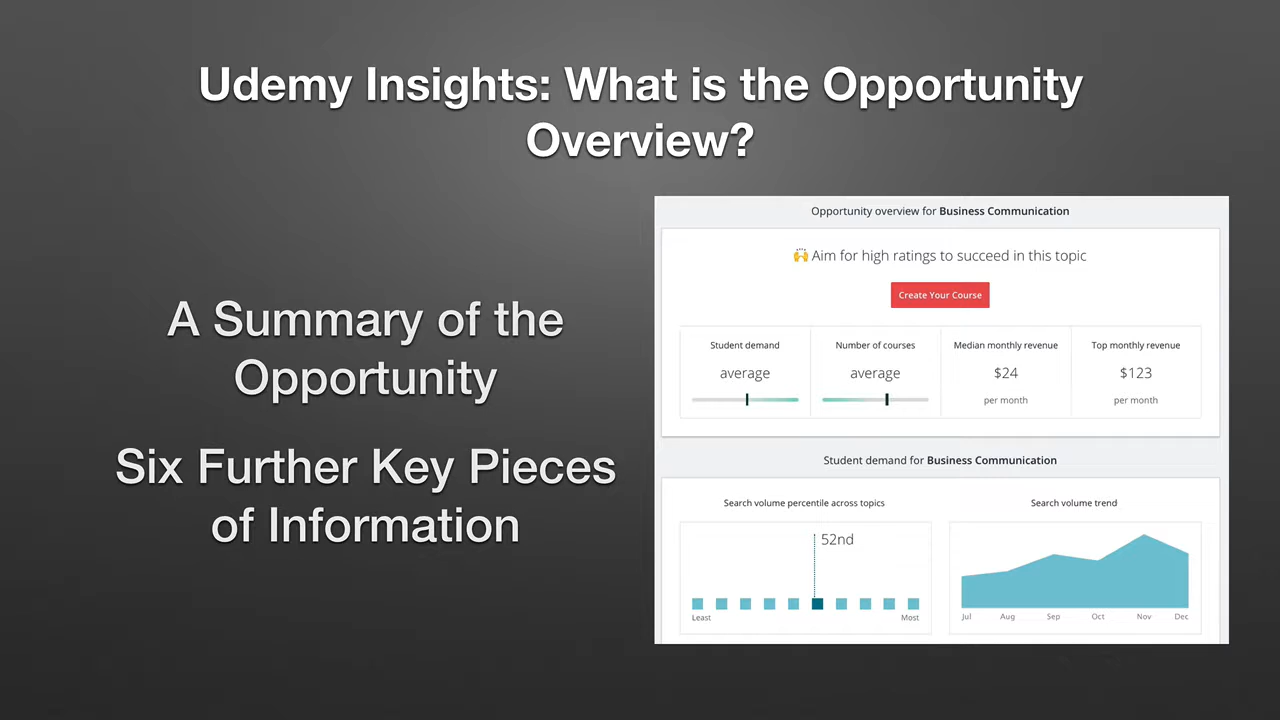 Udemy Insights: What is the Opportunity
Overview?
A Summary of the
Opportunity
Six Further Key Pieces
of Information
Opportunity overview for Business Communication
🙌 Aim for high ratings to succeed in this topic
Create Your Course
Student demand
average
Number of courses
average
Median monthly revenue
$24
per month
Top monthly revenue
$123
per month
Student demand for Business Communication
Search volume percentile across topics
52nd
Least
Most
Search volume trend
Jul Aug Sep Oct Nov Dec